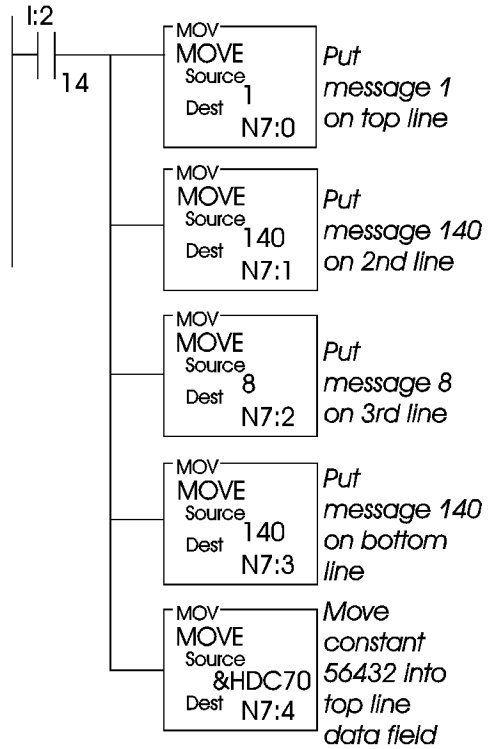 I:2
14
MOV
MOVE
Source
1
Dest
N7:0
Put
message 1
on top line
MOV
MOVE
Source
140
Dest
N7:1
Put
message 140
on 2nd line
MOV
MOVE
Source
8
Dest
N7:2
Put
message 8
on 3rd line
MOV
MOVE
Source
140
Dest
N7:3
Put
message 140
on bottom
line
MOV
MOVE
Source
&HDC70
Dest
N7:4
Move
constant
56432 into
top line
data field